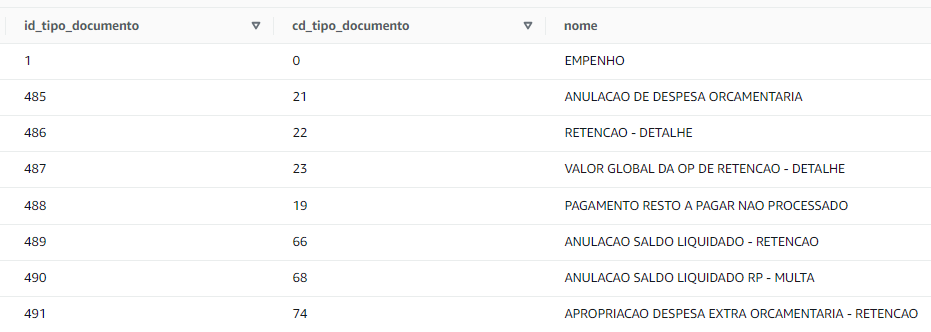 id_tipo_documento cd_tipo_documento nome
1 0 EMPENHO
485 21 ANULACAO DE DESPESA ORCAMENTARIA
486 22 RETENCAO - DETALHE
487 23 VALOR GLOBAL DA OP DE RETENCAO - DETALHE
488 19 PAGAMENTO RESTO A PAGAR NAO PROCESSADO
489 66 ANULACAO SALDO LIQUIDADO - RETENCAO
490 68 ANULACAO SALDO LIQUIDADO RP - MULTA
491 74 APROPRIACAO DESPESA EXTRA ORCAMENTARIA - RETENCAO